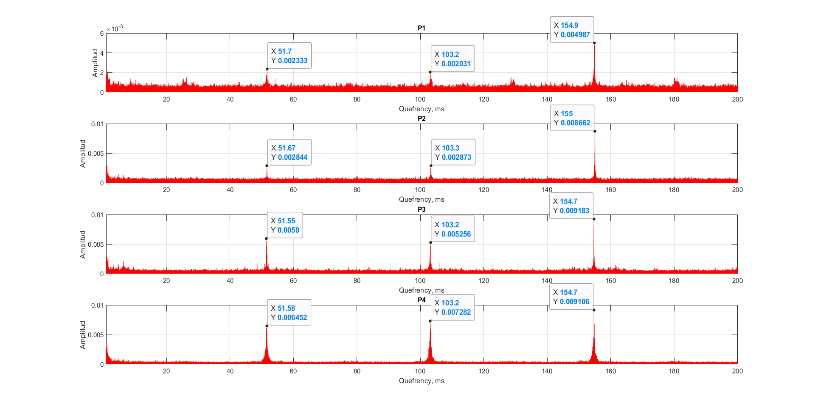 P1
× 10⁻³
X 51.7
Y 0.002333
X 103.2
Y 0.002031
X 154.9
Y 0.004987
6
4
2
0
Amplitud
20 40 60 80 100 120 140 160 180 200
Quefrency, ms
P2
X 51.67
Y 0.002844
X 103.3
Y 0.002873
X 155
Y 0.008662
0.01
0.005
0
Amplitud
20 40 60 80 100 120 140 160 180 200
Quefrency, ms
P3
X 51.55
Y 0.0059
X 103.2
Y 0.005256
X 154.7
Y 0.009183
0.01
0.005
0
Amplitud
20 40 60 80 100 120 140 160 180 200
Quefrency, ms
P4
X 51.58
Y 0.006452
X 103.2
Y 0.007282
X 154.7
Y 0.009106
0.01
0.005
0
Amplitud
20 40 60 80 100 120 140 160 180 200
Quefrency, ms